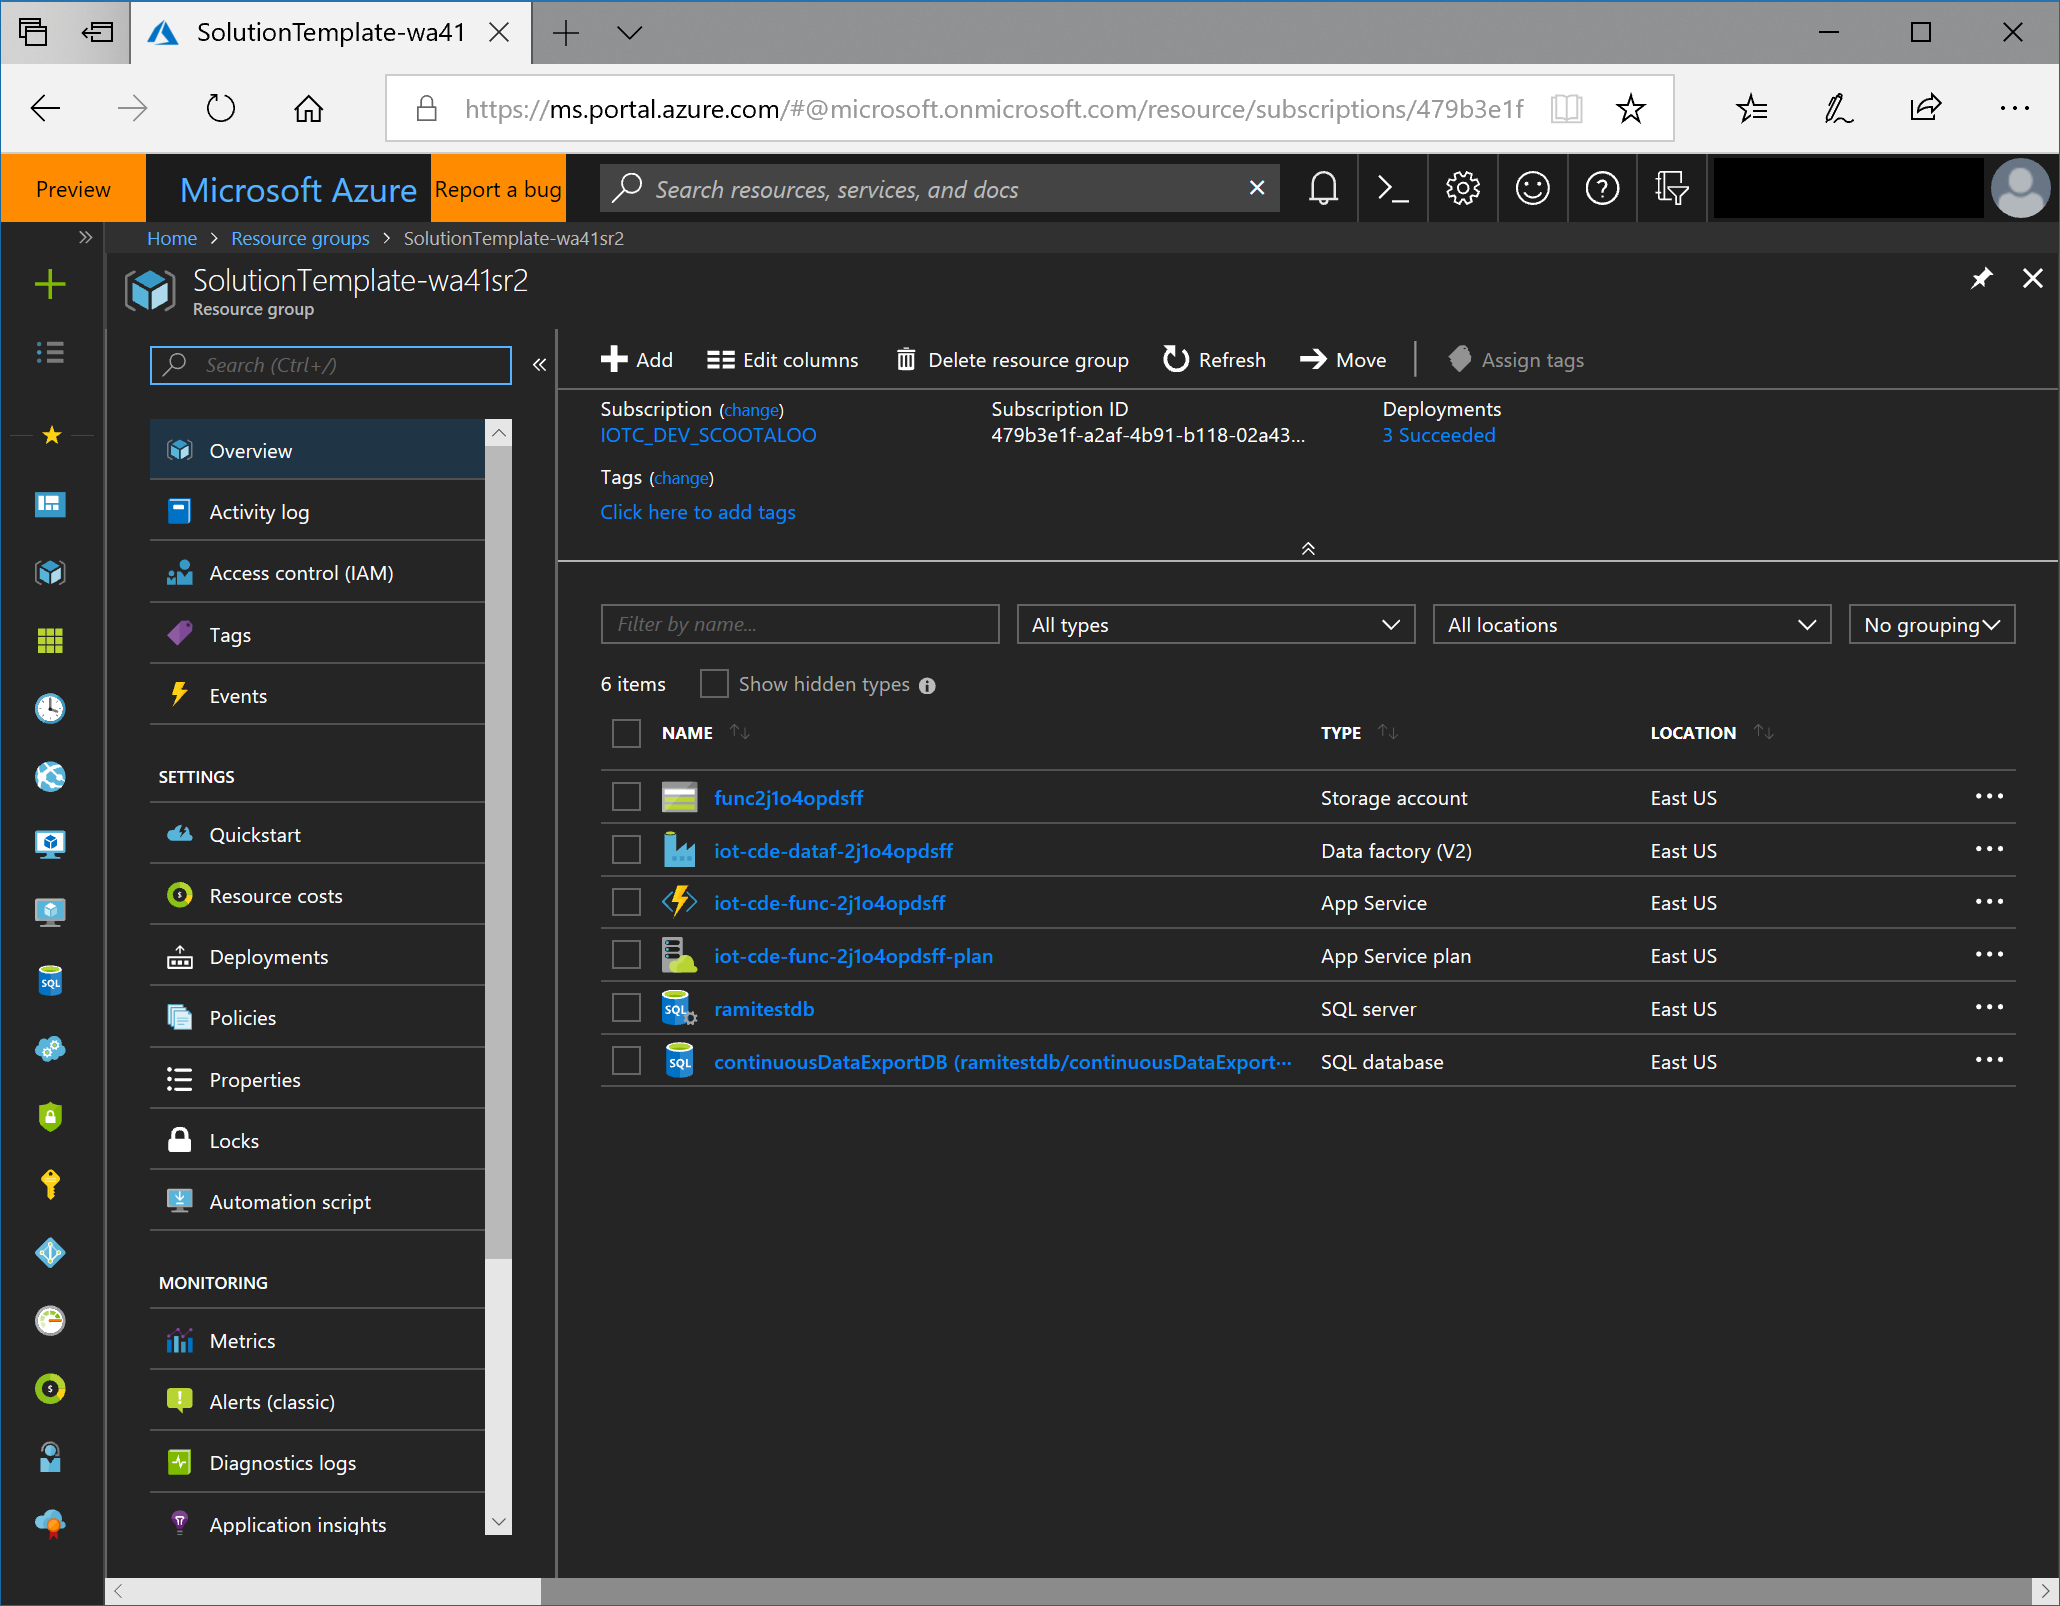 SolutionTemplate-wa41
https://ms.portal.azure.com/#@microsoft.onmicrosoft.com/resource/subscriptions/479b3e1f
Preview
Microsoft Azure
Report a bug
Search resources, services, and docs
Home > Resource groups > SolutionTemplate-wa41sr2
SolutionTemplate-wa41sr2
Resource group
Search (Ctrl+/)
Overview
Activity log
Access control (IAM)
Tags
Events
SETTINGS
Quickstart
Resource costs
Deployments
Policies
Properties
Locks
Automation script
MONITORING
Metrics
Alerts (classic)
Diagnostics logs
Application insights
Add Edit columns Delete resource group Refresh Move Assign tags
Subscription (change) Subscription ID Deployments
IOTC_DEV_SCOOTALOO 479b3e1f-a2af-4b91-b118-02a43... 3 Succeeded
Tags (change)
Click here to add tags
Filter by name... All types All locations No grouping
6 items Show hidden types
NAME TYPE LOCATION
func2j1o4opdsff Storage account East US ...
iot-cde-dataf-2j1o4opdsff Data factory (V2) East US ...
iot-cde-func-2j1o4opdsff App Service East US ...
iot-cde-func-2j1o4opdsff-plan App Service plan East US ...
SQL ramitestdb SQL server East US ...
SQL continuousDataExportDB (ramitestdb/continuousDataExport... SQL database East US ...
SQL